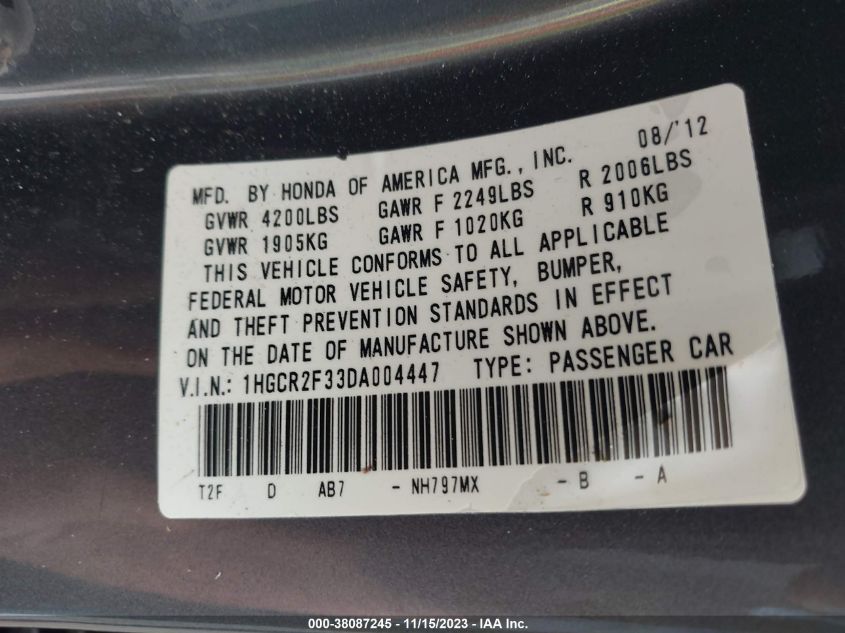 08/'12
MFD. BY HONDA OF AMERICA MFG., INC.
GVWR 4200LBS GAWR F 2249LBS R 2006LBS
GVWR 1905KG GAWR F 1020KG R 910KG
THIS VEHICLE CONFORMS TO ALL APPLICABLE
FEDERAL MOTOR VEHICLE SAFETY, BUMPER,
AND THEFT PREVENTION STANDARDS IN EFFECT
ON THE DATE OF MANUFACTURE SHOWN ABOVE.
V.I.N.: 1HGCR2F33DA004447 TYPE: PASSENGER CAR
T2F D AB7 - NH797MX - B - A
000-38087245 - 11/15/2023 - IAA Inc.